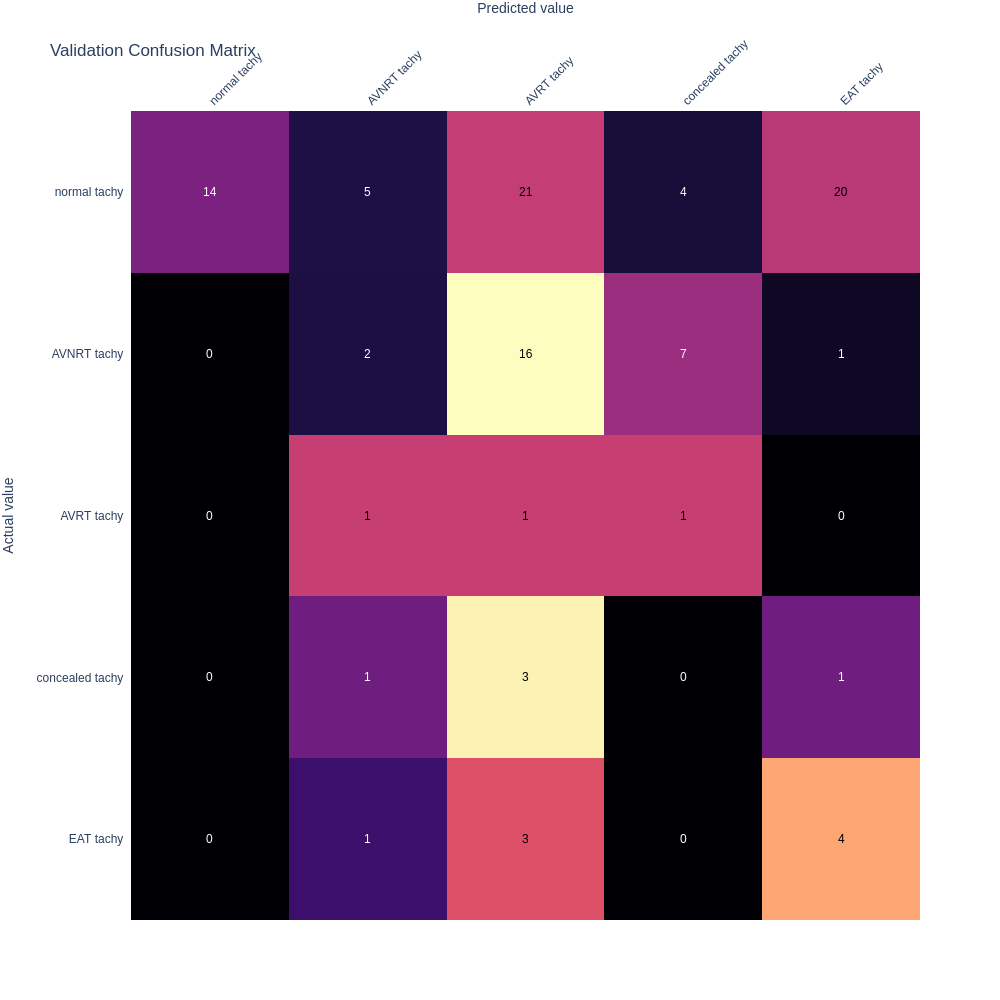 Predicted value
Validation Confusion Matrix
normal tachy AVNRT tachy AVRT tachy concealed tachy EAT tachy
normal tachy 14 5 21 4 20
AVNRT tachy 0 2 16 7 1
AVRT tachy 0 1 1 1 0
concealed tachy 0 1 3 0 1
EAT tachy 0 1 3 0 4
Actual value